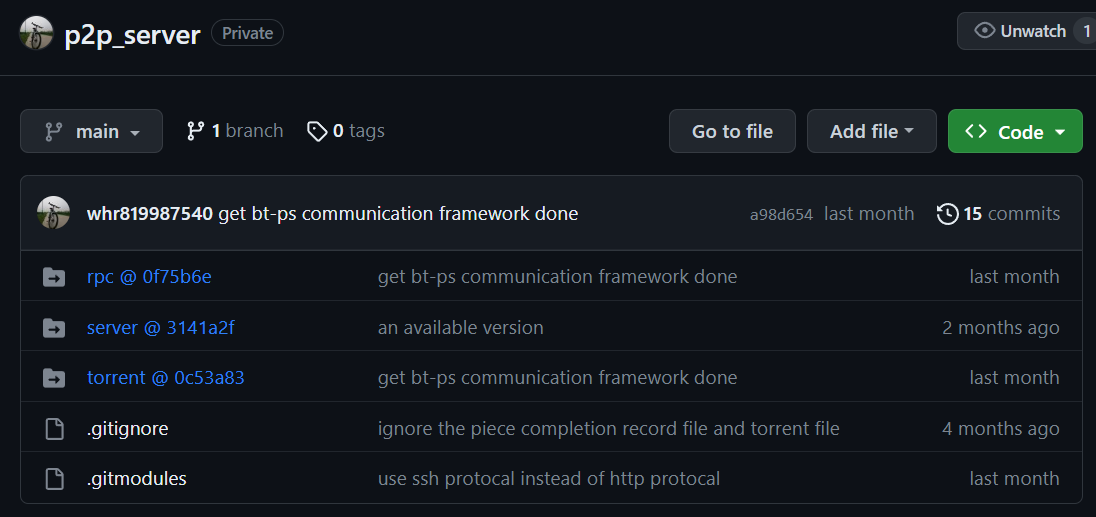 p2p_server Private Unwatch 1
main 1 branch 0 tags Go to file Add file Code
whr819987540 get bt-ps communication framework done a98d654 last month 15 commits
rpc @ 0f75b6e get bt-ps communication framework done last month
server @ 3141a2f an available version 2 months ago
torrent @ 0c53a83 get bt-ps communication framework done last month
.gitignore ignore the piece completion record file and torrent file 4 months ago
.gitmodules use ssh protocal instead of http protocal last month